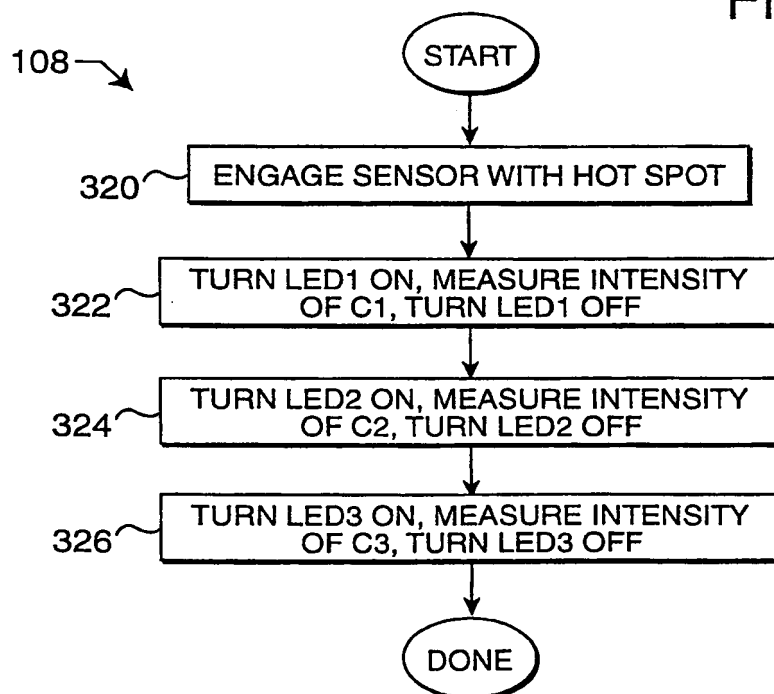 START
108
320
ENGAGE SENSOR WITH HOT SPOT
322
TURN LED1 ON, MEASURE INTENSITY
OF C1, TURN LED1 OFF
324
TURN LED2 ON, MEASURE INTENSITY
OF C2, TURN LED2 OFF
326
TURN LED3 ON, MEASURE INTENSITY
OF C3, TURN LED3 OFF
DONE